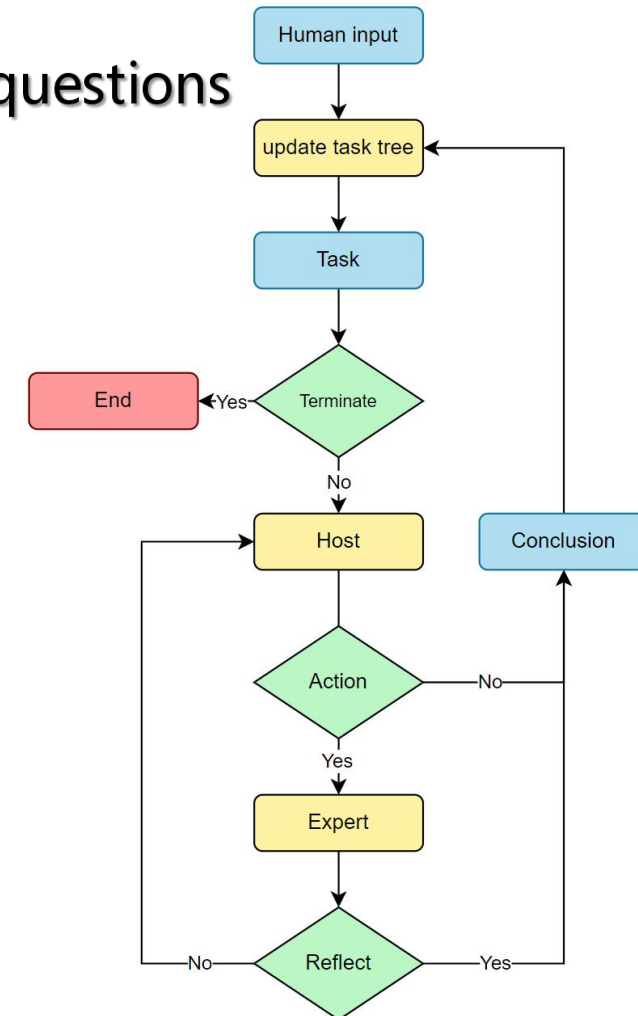 Human input
questions
update task tree
Task
Terminate
Yes
End
No
Host
Conclusion
Action
No
Yes
Expert
Reflect
No
Yes